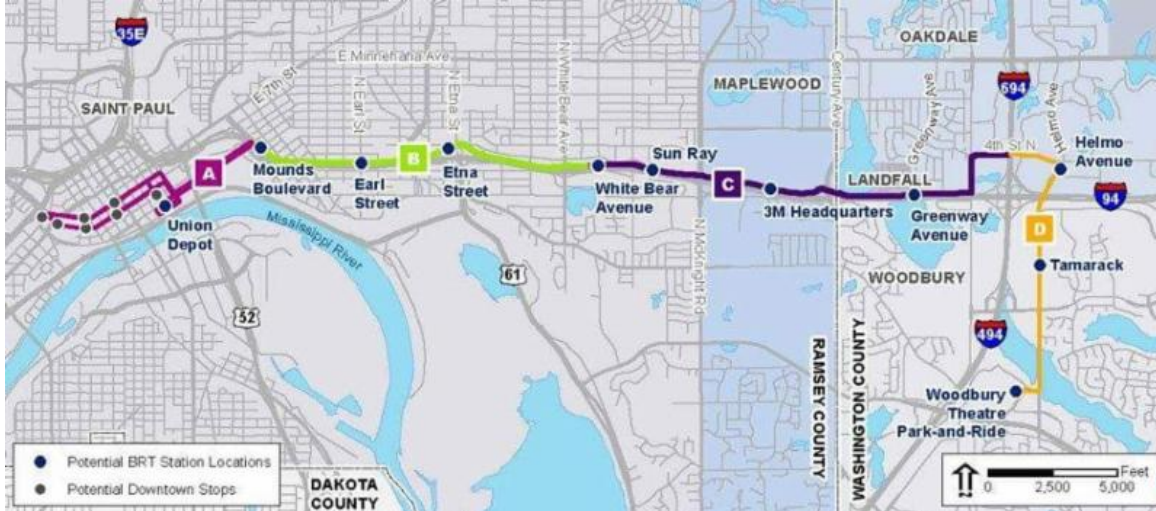 35E
E Minnehaha Ave
OAKDALE
SAINT PAUL
E 7th St
N Earl St
N Etna St
N White Bear Ave
MAPLEWOOD
Century Ave
Greenway Ave
694
Helmo Ave
4th St N
A
Mounds
Boulevard
B
Earl
Street
Etna
Street
White Bear
Avenue
Sun Ray
C
3M Headquarters
LANDFALL
Greenway
Avenue
Helmo
Avenue
94
Union
Depot
Mississippi River
N McKnight Rd
D
WOODBURY
Tamarack
61
52
494
RAMSEY COUNTY
WASHINGTON COUNTY
Woodbury
Theatre
Park-and-Ride
Potential BRT Station Locations
Potential Downtown Stops
DAKOTA
COUNTY
Feet
0 2,500 5,000